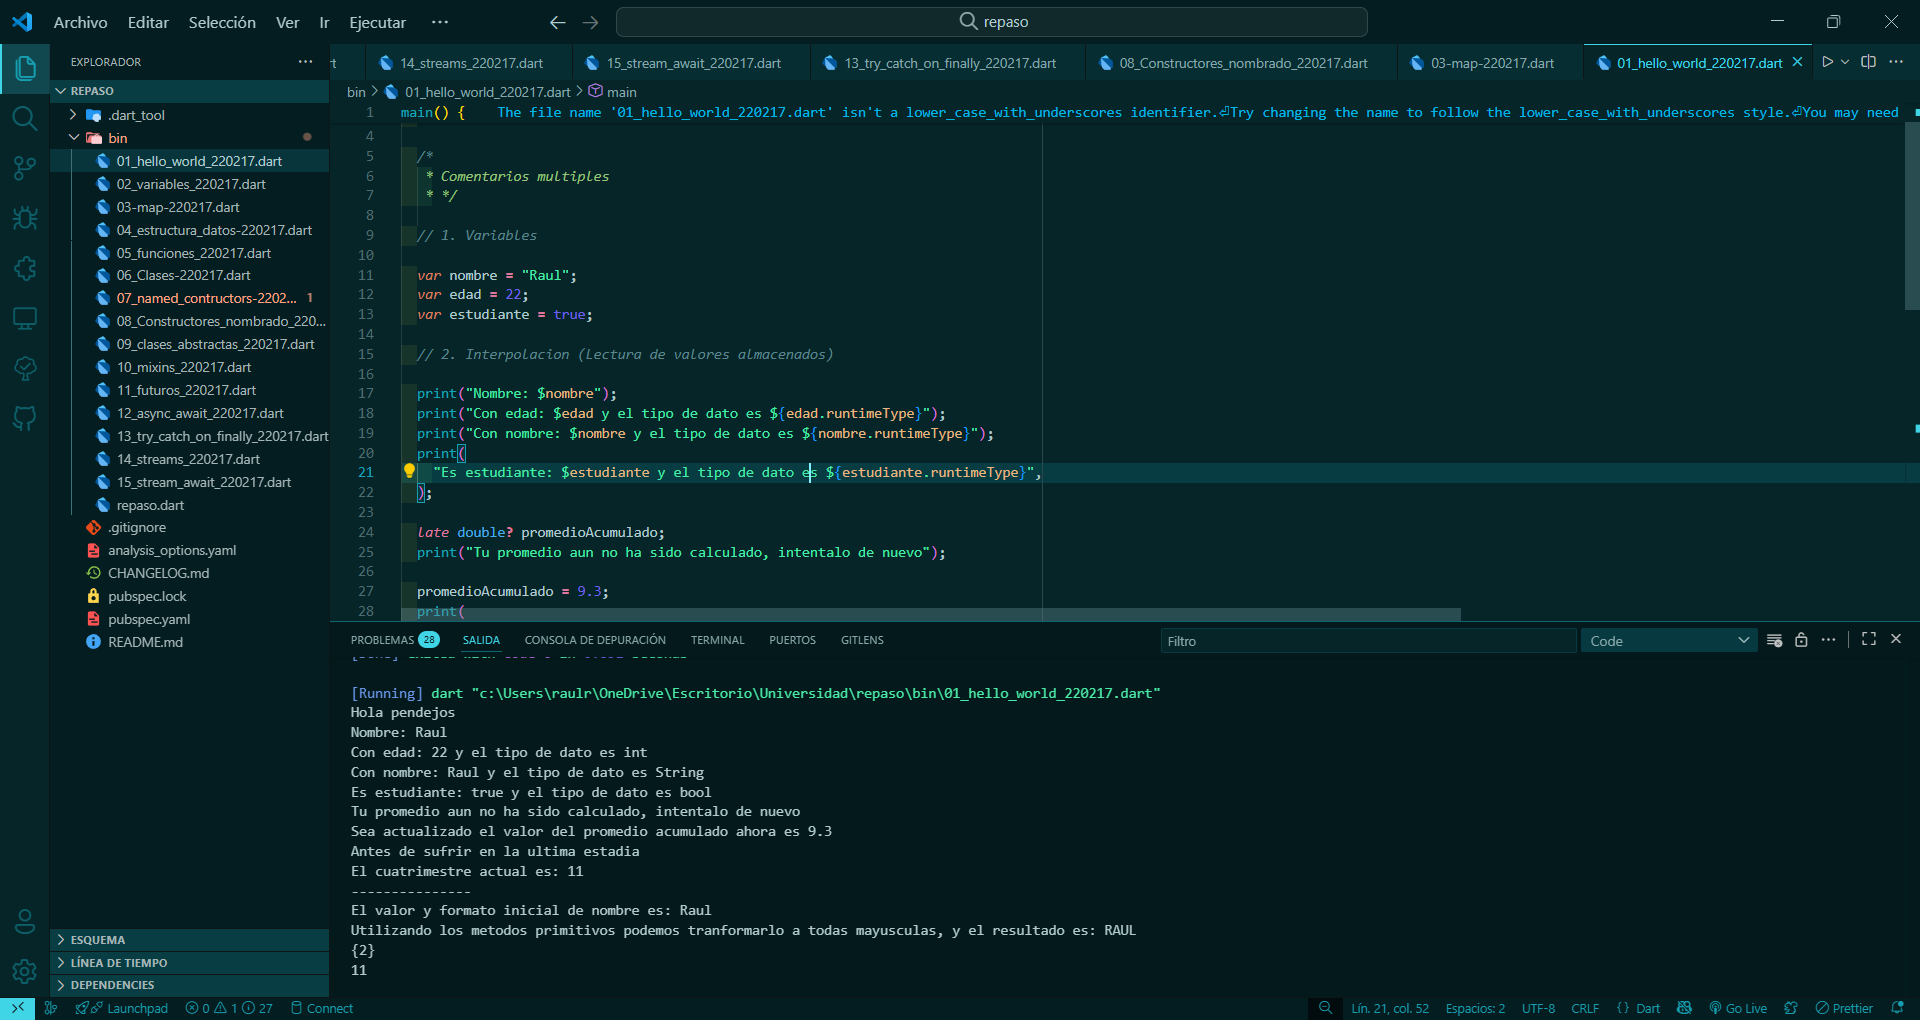 Archivo Editar Selección Ver Ir Ejecutar ···
repaso
EXPLORADOR
REPASO
.dart_tool
bin
01_hello_world_220217.dart
02_variables_220217.dart
03-map-220217.dart
04_estructura_datos-220217.dart
05_funciones_220217.dart
06_Clases-220217.dart
07_named_contructors-2202... 1
08_Constructores_nombrado_220...
09_clases_abstractas_220217.dart
10_mixins_220217.dart
11_futuros_220217.dart
12_async_await_220217.dart
13_try_catch_on_finally_220217.dart
14_streams_220217.dart
15_stream_await_220217.dart
repaso.dart
.gitignore
analysis_options.yaml
CHANGELOG.md
pubspec.lock
pubspec.yaml
README.md
ESQUEMA
LÍNEA DE TIEMPO
DEPENDENCIES
rt 14_streams_220217.dart 15_stream_await_220217.dart 13_try_catch_on_finally_220217.dart 08_Constructores_nombrado_220217.dart 03-map-220217.dart 01_hello_world_220217.dart
bin > 01_hello_world_220217.dart > main
1 main() { The file name '01_hello_world_220217.dart' isn't a lower_case_with_underscores identifier.⏎Try changing the name to follow the lower_case_with_underscores style.⏎You may need
4
5 /*
6 * Comentarios multiples
7 * */
8
9 // 1. Variables
10
11 var nombre = "Raul";
12 var edad = 22;
13 var estudiante = true;
14
15 // 2. Interpolacion (Lectura de valores almacenados)
16
17 print("Nombre: $nombre");
18 print("Con edad: $edad y el tipo de dato es ${edad.runtimeType}");
19 print("Con nombre: $nombre y el tipo de dato es ${nombre.runtimeType}");
20 print(
21 "Es estudiante: $estudiante y el tipo de dato es ${estudiante.runtimeType}",
22 );
23
24 late double? promedioAcumulado;
25 print("Tu promedio aun no ha sido calculado, intentalo de nuevo");
26
27 promedioAcumulado = 9.3;
28 print(
PROBLEMAS 28 SALIDA CONSOLA DE DEPURACIÓN TERMINAL PUERTOS GITLENS Filtro Code
[Running] dart "c:\Users\raulr\OneDrive\Escritorio\Universidad\repaso\bin\01_hello_world_220217.dart"
Hola pendejos
Nombre: Raul
Con edad: 22 y el tipo de dato es int
Con nombre: Raul y el tipo de dato es String
Es estudiante: true y el tipo de dato es bool
Tu promedio aun no ha sido calculado, intentalo de nuevo
Sea actualizado el valor del promedio acumulado ahora es 9.3
Antes de sufrir en la ultima estadia
El cuatrimestre actual es: 11
---------------
El valor y formato inicial de nombre es: Raul
Utilizando los metodos primitivos podemos tranformarlo a todas mayusculas, y el resultado es: RAUL
{2}
11
Launchpad 0 1 27 Connect Lín. 21, col. 52 Espacios: 2 UTF-8 CRLF {} Dart Go Live Prettier